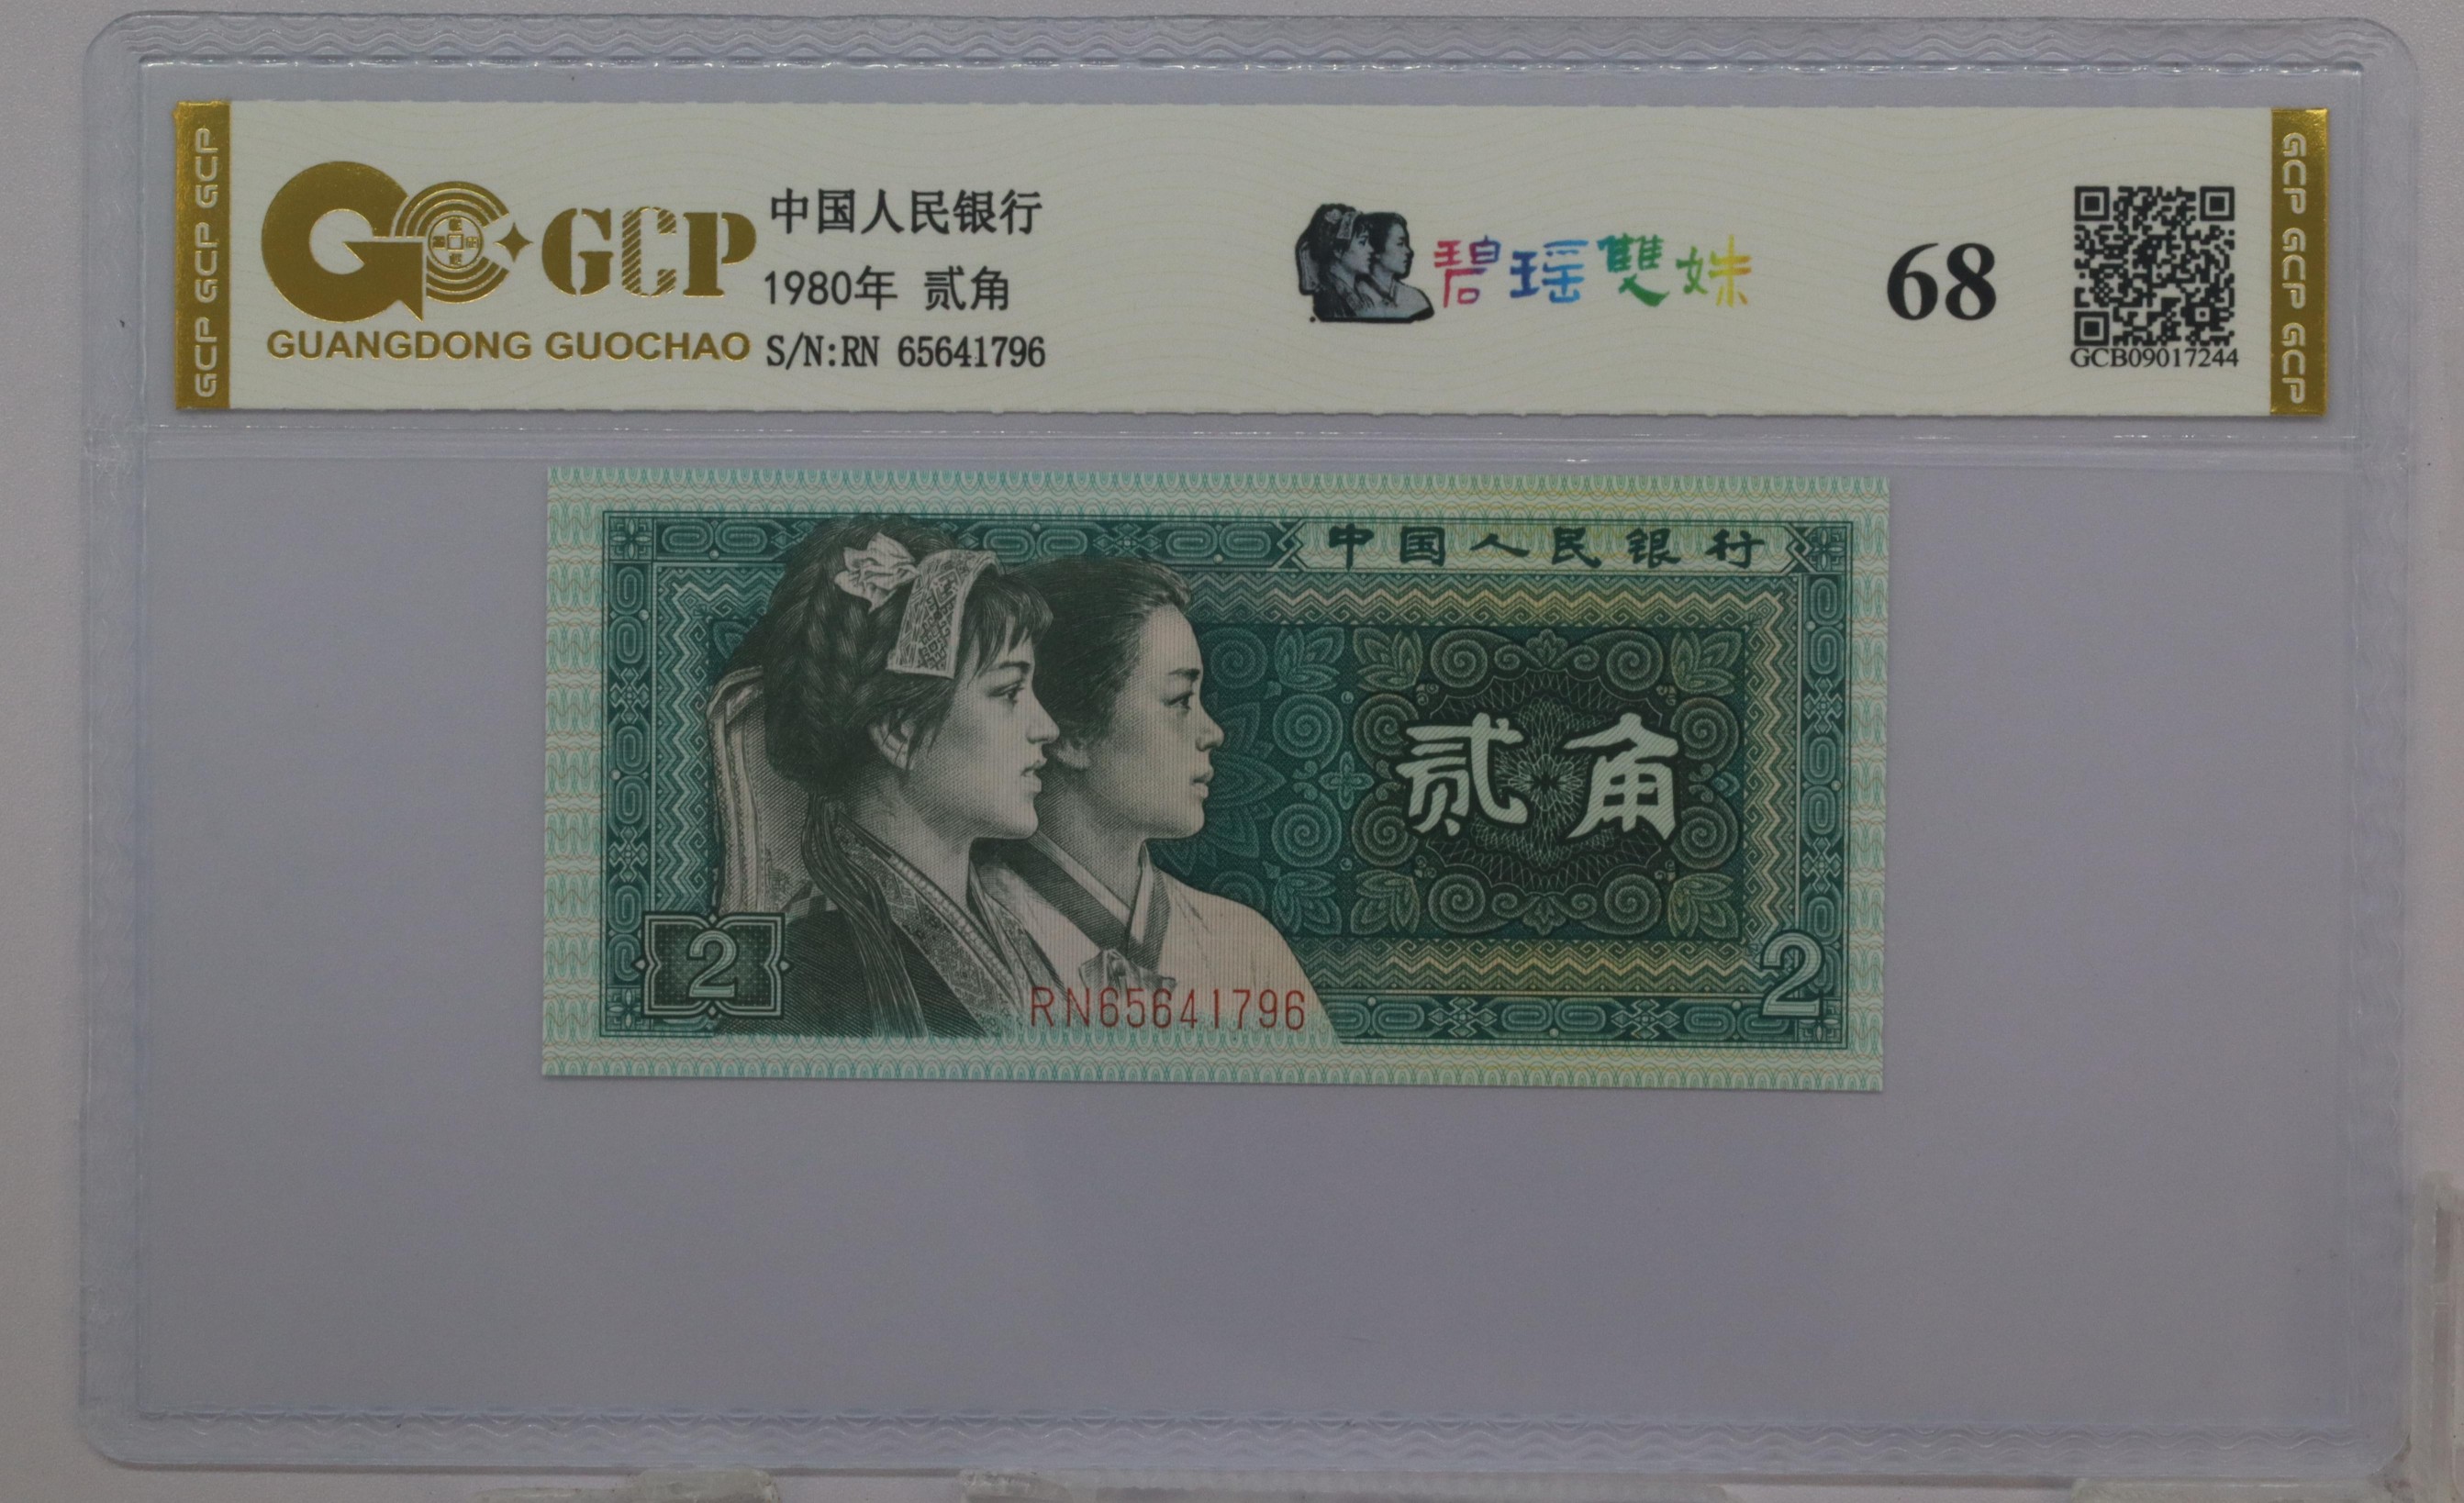 GCP GCP GCP
GCP
GUANGDONG GUOCHAO
中国人民银行
1980年 贰角
S/N:RN 65641796
碧瑶雙姝
68
GCB09017244
GCP GCP GCP
中国人民银行
贰角
2
RN65641796
2